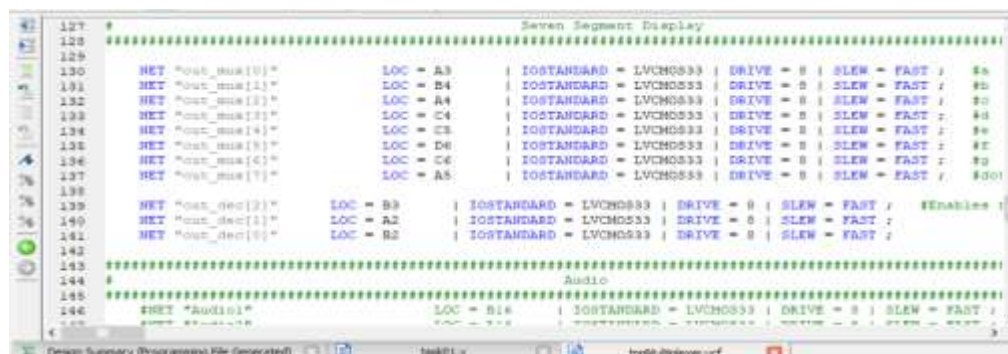 127 # Seven Segment Display
128 ####################################################################################
129
130 NET "out_mux[0]" LOC = A3 | IOSTANDARD = LVCMOS33 | DRIVE = 8 | SLEW = FAST ; #a
131 NET "out_mux[1]" LOC = B4 | IOSTANDARD = LVCMOS33 | DRIVE = 8 | SLEW = FAST ; #b
132 NET "out_mux[2]" LOC = A4 | IOSTANDARD = LVCMOS33 | DRIVE = 8 | SLEW = FAST ; #c
133 NET "out_mux[3]" LOC = C4 | IOSTANDARD = LVCMOS33 | DRIVE = 8 | SLEW = FAST ; #d
134 NET "out_mux[4]" LOC = C5 | IOSTANDARD = LVCMOS33 | DRIVE = 8 | SLEW = FAST ; #e
135 NET "out_mux[5]" LOC = D6 | IOSTANDARD = LVCMOS33 | DRIVE = 8 | SLEW = FAST ; #f
136 NET "out_mux[6]" LOC = C6 | IOSTANDARD = LVCMOS33 | DRIVE = 8 | SLEW = FAST ; #g
137 NET "out_mux[7]" LOC = A5 | IOSTANDARD = LVCMOS33 | DRIVE = 8 | SLEW = FAST ; #dot
138
139 NET "out_dec[2]" LOC = B3 | IOSTANDARD = LVCMOS33 | DRIVE = 8 | SLEW = FAST ; #Enables
140 NET "out_dec[1]" LOC = A2 | IOSTANDARD = LVCMOS33 | DRIVE = 8 | SLEW = FAST ;
141 NET "out_dec[0]" LOC = B2 | IOSTANDARD = LVCMOS33 | DRIVE = 8 | SLEW = FAST ;
142
143 ####################################################################################
144 # Audio
145 ####################################################################################
146 #NET "Audio1" LOC = B16 | IOSTANDARD = LVCMOS33 | DRIVE = 8 | SLEW = FAST ;
Design Summary (Programming File Generated) task01.v topMultiplexer.ucf